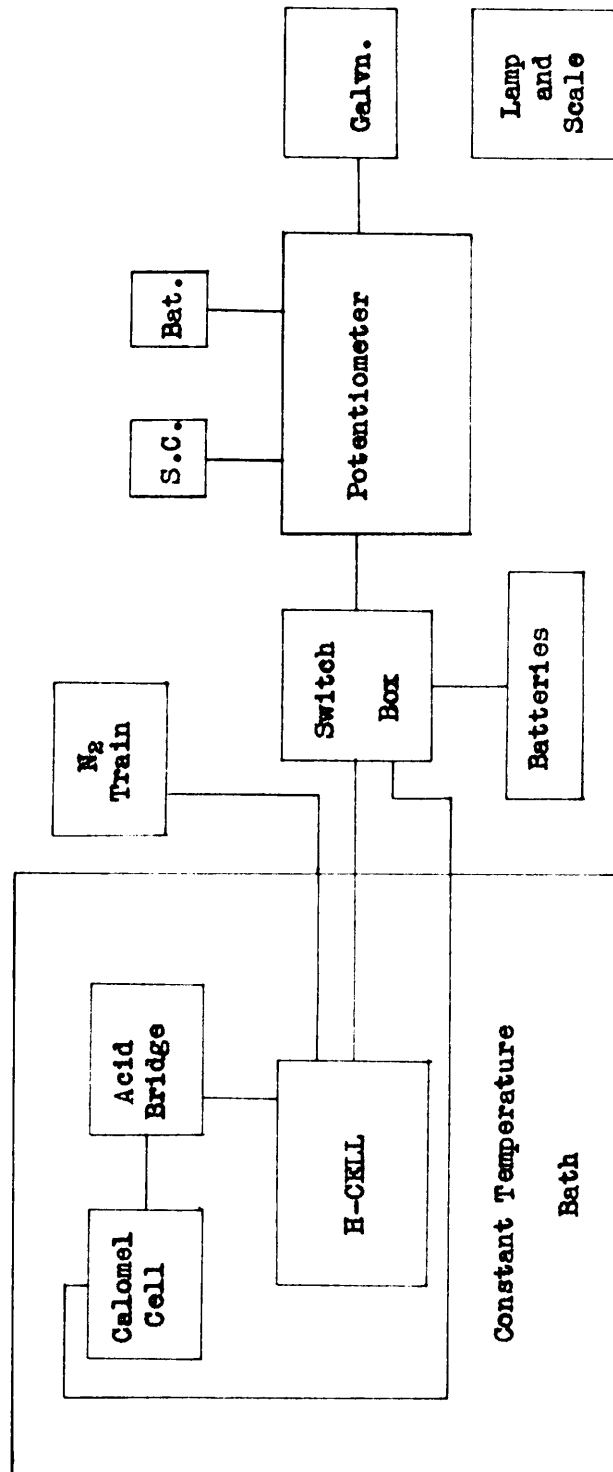 Calomel
Cell
Acid
Bridge
H-CELL
Constant Temperature
Bath
N2
Train
Switch
Box
Batteries
S.C.
Bat.
Potentiometer
Galvn.
Lamp
and
Scale